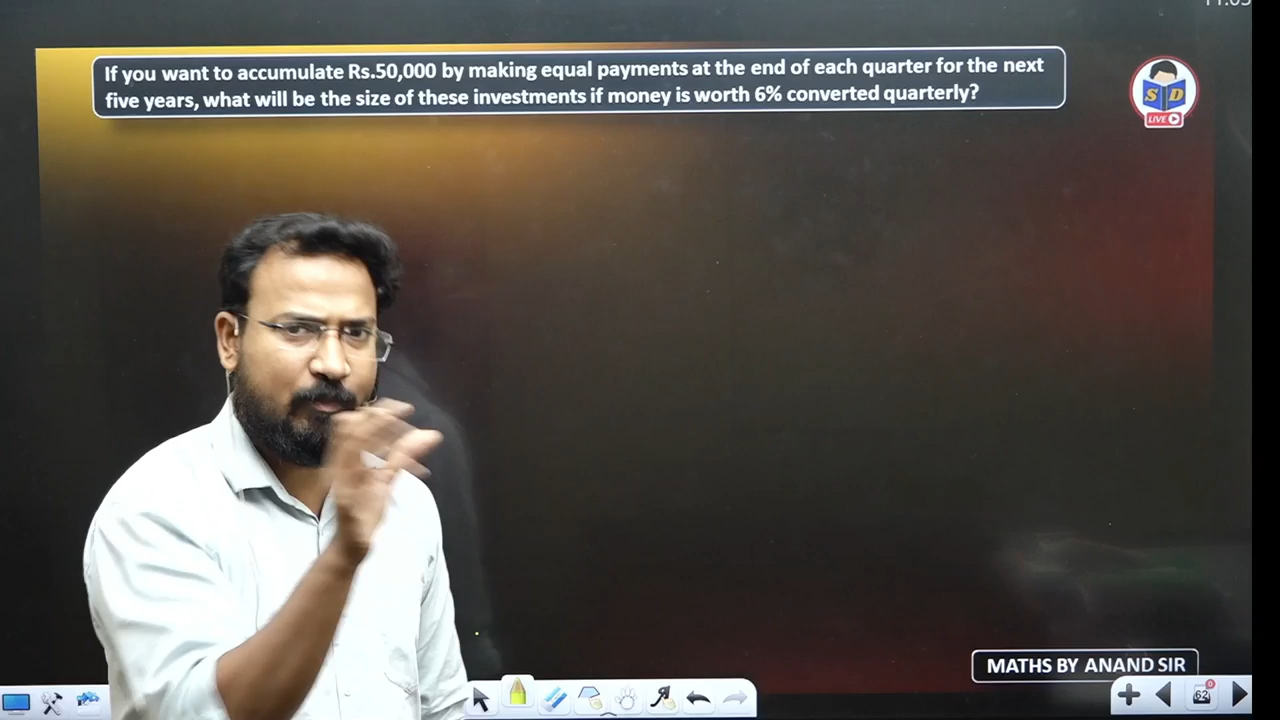 If you want to accumulate Rs.50,000 by making equal payments at the end of each quarter for the next
five years, what will be the size of these investments if money is worth 6% converted quarterly?
S D
LIVE
MATHS BY ANAND SIR
62
0